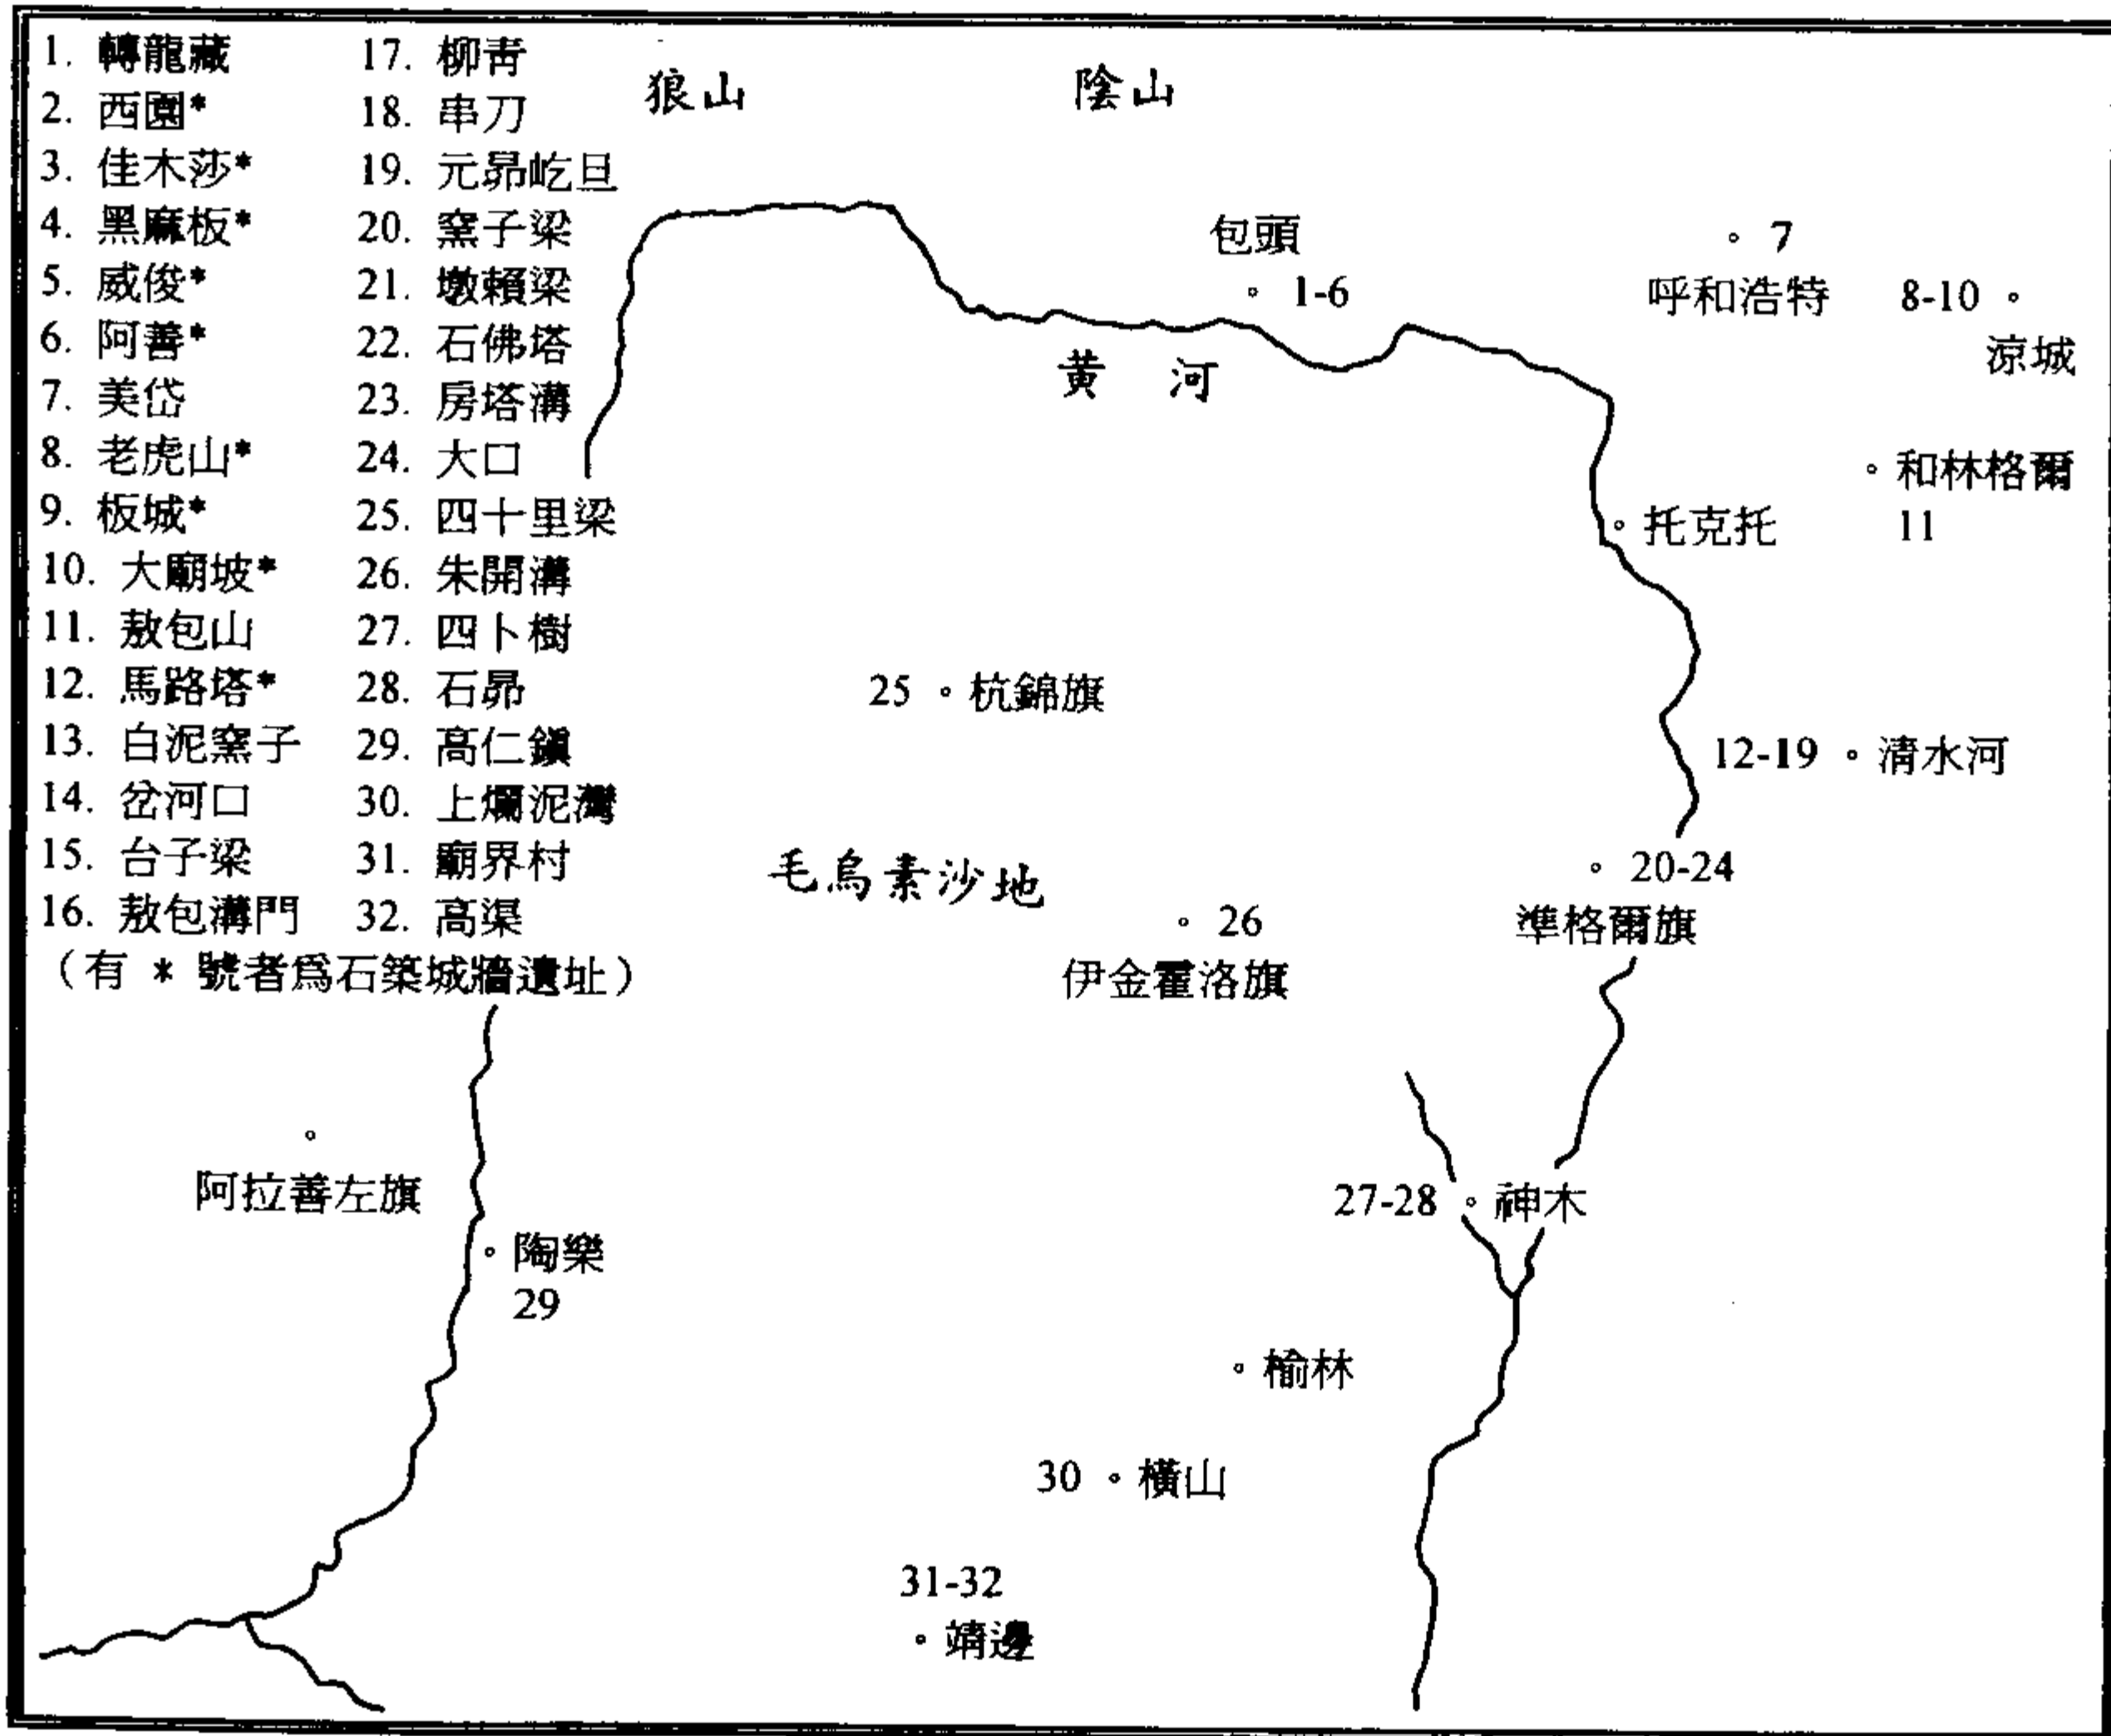 1. 轉龍藏
2. 西園*
3. 佳木莎*
4. 黑麻板*
5. 威俊*
6. 阿善*
7. 美岱
8. 老虎山*
9. 板城*
10. 大廟坡*
11. 敖包山
12. 馬路塔*
13. 白泥窯子
14. 岔河口
15. 台子梁
16. 敖包溝門
17. 柳青
18. 串刀
19. 元昴屹旦
20. 窯子梁
21. 墩賴梁
22. 石佛塔
23. 房塔溝
24. 大口
25. 四十里梁
26. 朱開溝
27. 四卜樹
28. 石昴
29. 高仁鎮
30. 上爛泥灣
31. 廟界村
32. 高渠
（有 * 號者爲石築城牆遺址）
狼山
陰山
包頭
1-6
7
呼和浩特
8-10
涼城
黃 河
和林格爾
11
托克托
25 杭錦旗
12-19 清水河
毛烏素沙地
20-24
準格爾旗
26
伊金霍洛旗
阿拉善左旗
27-28 神木
陶樂
29
榆林
30 橫山
31-32
靖邊